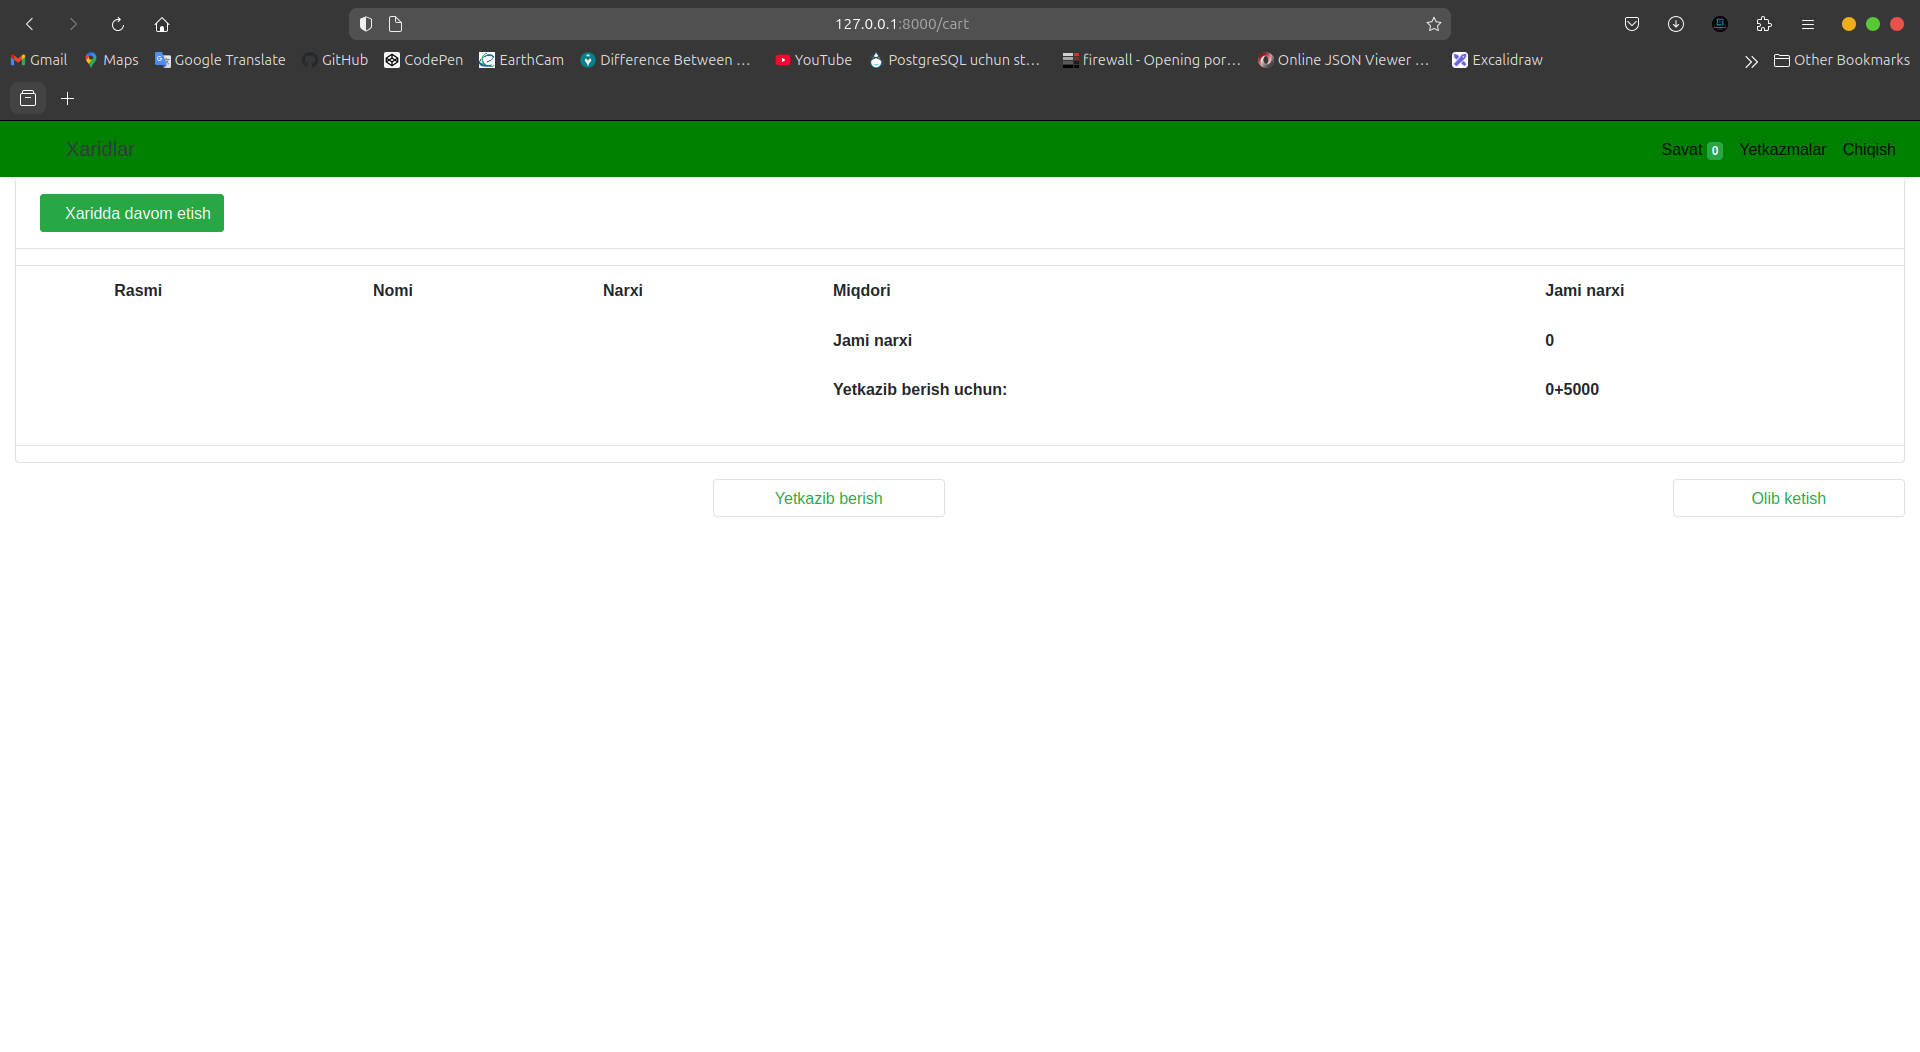 127.0.0.1:8000/cart
Gmail Maps Google Translate GitHub CodePen EarthCam Difference Between ... YouTube PostgreSQL uchun st... firewall - Opening por... Online JSON Viewer ... Excalidraw Other Bookmarks
Xaridlar Savat 0 Yetkazmalar Chiqish
Xaridda davom etish
Rasmi Nomi Narxi Miqdori Jami narxi
Jami narxi 0
Yetkazib berish uchun: 0+5000
Yetkazib berish Olib ketish